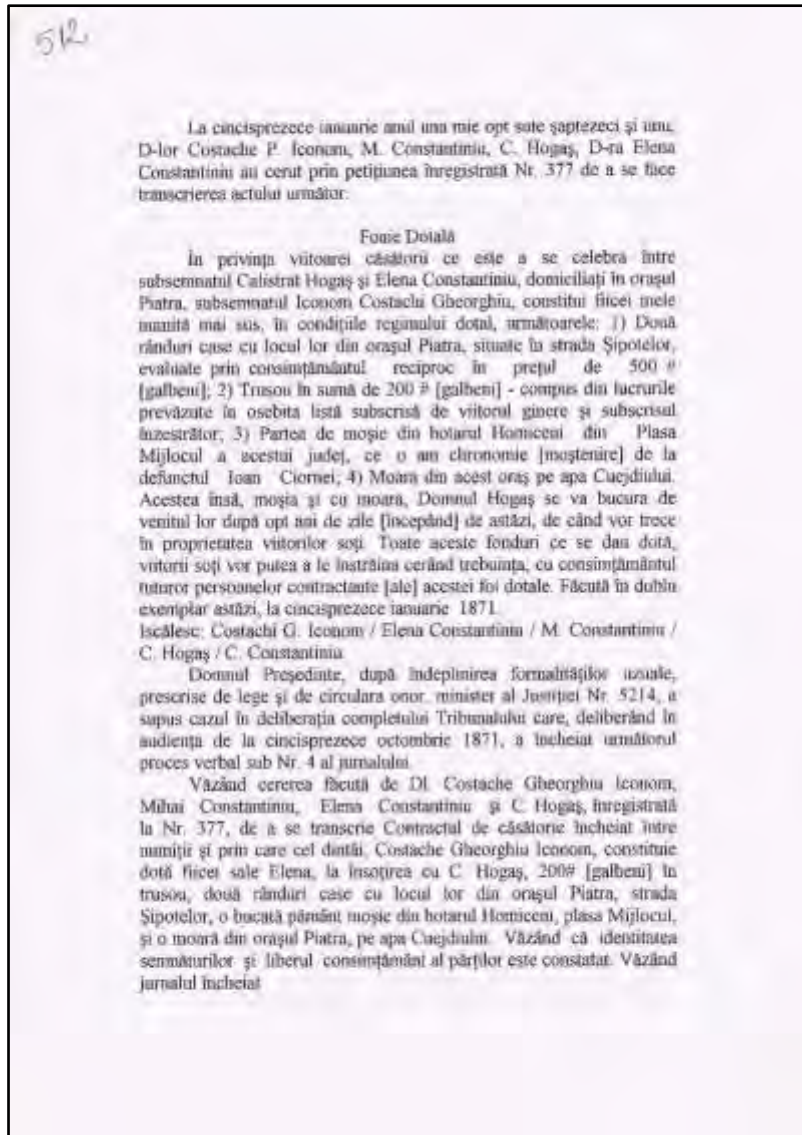 512
La cincisprezece ianuarie anul una mie opt sute șaptezeci și unu,
D-lor Costache P. Iconom, M. Constantiniu, C. Hogaș, D-ra Elena
Constantiniu au cerut prin petițiunea înregistrată Nr. 377 de a se face
transcrierea actului următor:
Foaie Dotală
În privința viitoarei căsătorii ce este a se celebra între
subsemnatul Calistrat Hogaș și Elena Constantiniu, domiciliați în orașul
Piatra, subsemnatul Iconom Costachi Gheorghiu, constitui fiicei mele
numită mai sus, în condițiile regimului dotal, următoarele: 1) Două
rânduri case cu locul lor din orașul Piatra, situate în strada Șipotelor,
evaluate prin consimțământul reciproc în prețul de 500 #
[galbeni]; 2) Trusou în sumă de 200 # [galbeni] - compus din lucrurile
prevăzute în osebita listă subscrisă de viitorul ginere și subscrisul
înzestrător; 3) Partea de moșie din hotarul Homiceni din Plasa
Mijlocul a acestui județ, ce o am chronomie [moștenire] de la
defunctul Ioan Ciornei; 4) Moara din acest oraș pe apa Cuejdiului.
Acestea însă, moșia și cu moara, Domnul Hogaș se va bucura de
venitul lor după opt ani de zile [începând] de astăzi, de când vor trece
în proprietatea viitorilor soți. Toate aceste fonduri ce se dau dotă,
viitorii soți vor putea a le înstrăina cerând trebuința, cu consimțământul
tuturor persoanelor contractante [ale] acestei foi dotale. Făcută în dublu
exemplar astăzi, la cincisprezece ianuarie 1871.
Iscălesc: Costachi G. Iconom / Elena Constantiniu / M. Constantiniu /
C. Hogaș / C. Constantiniu
Domnul Președinte, după îndeplinirea formalităților uzuale,
prescrise de lege și de circulara onor. minister al Justiției Nr. 5214, a
supus cazul în deliberația completului Tribunalului care, deliberând în
audiența de la cincisprezece octombrie 1871, a încheiat următorul
proces verbal sub Nr. 4 al jurnalului.
Văzând cererea făcută de Dl. Costache Gheorghiu Iconom,
Mihai Constantiniu, Elena Constantiniu și C. Hogaș, înregistrată
la Nr. 377, de a se transcrie Contractul de căsătorie încheiat între
numiții și prin care cel dintâi, Costache Gheorghiu Iconom, constituie
dotă fiicei sale Elena, la însoțirea cu C. Hogaș, 200# [galbeni] în
trusou, două rânduri case cu locul lor din orașul Piatra, strada
Șipotelor, o bucată pământ moșie din hotarul Homiceni, plasa Mijlocul,
și o moară din orașul Piatra, pe apa Cuejdiului. Văzând că identitatea
semnăturilor și liberul consimțământ al părților este constatat. Văzând
jurnalul încheiat